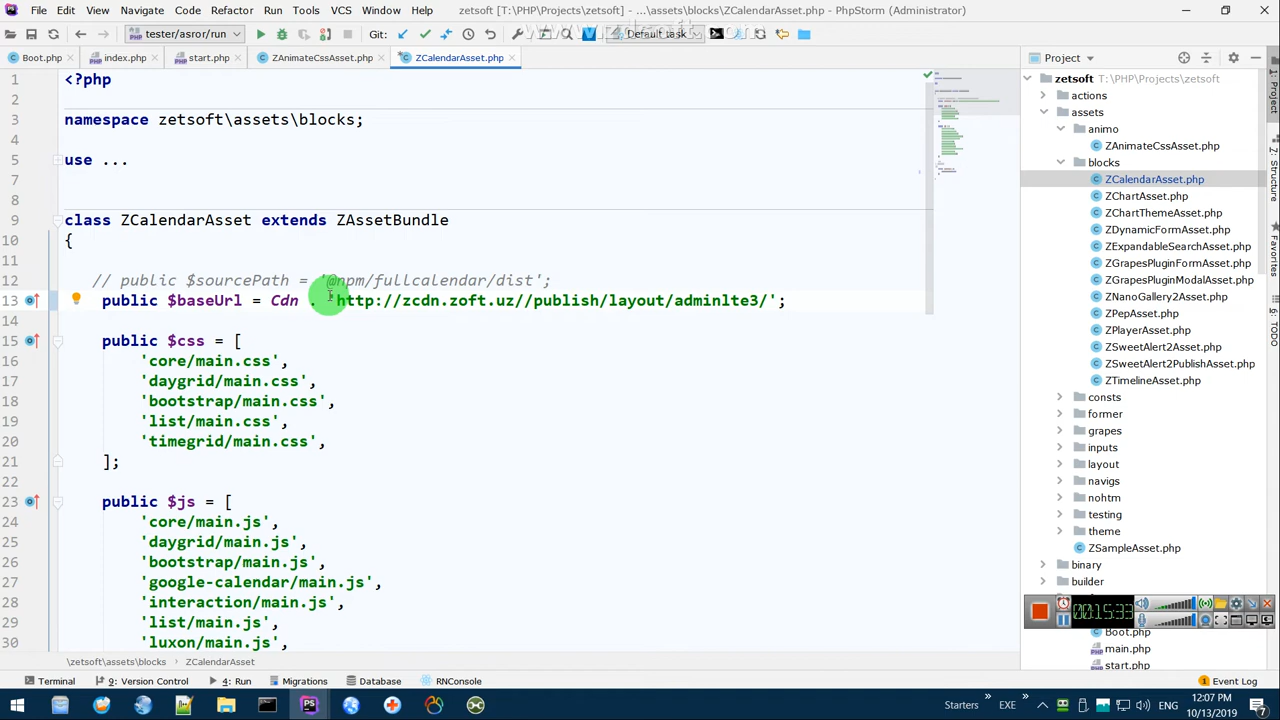 File Edit View Navigate Code Refactor Run Tools VCS Window Help zetsoft [T:\PHP\Projects\zetsoft] - ...\assets\blocks\ZCalendarAsset.php - PhpStorm (Administrator)
tester/asror/run Git: Default task
Boot.php index.php start.php ZAnimateCssAsset.php ZCalendarAsset.php Project
1 <?php
2
3 namespace zetsoft\assets\blocks;
4
5 use ...
7
8
9 class ZCalendarAsset extends ZAssetBundle
10 {
11
12 // public $sourcePath = '@npm/fullcalendar/dist';
13 public $baseUrl = Cdn . 'http://zcdn.zoft.uz//publish/layout/adminlte3/';
14
15 public $css = [
16 'core/main.css',
17 'daygrid/main.css',
18 'bootstrap/main.css',
19 'list/main.css',
20 'timegrid/main.css',
21 ];
22
23 public $js = [
24 'core/main.js',
25 'daygrid/main.js',
26 'bootstrap/main.js',
27 'google-calendar/main.js',
28 'interaction/main.js',
29 'list/main.js',
30 'luxon/main.js',
zetsoft T:\PHP\Projects\zetsoft
actions
assets
animo
ZAnimateCssAsset.php
blocks
ZCalendarAsset.php
ZChartAsset.php
ZChartThemeAsset.php
ZDynamicFormAsset.php
ZExpandableSearchAsset.php
ZGrapesPluginFormAsset.php
ZGrapesPluginModalAsset.php
ZNanoGallery2Asset.php
ZPepAsset.php
ZPlayerAsset.php
ZSweetAlert2Asset.php
ZSweetAlert2PublishAsset.php
ZTimelineAsset.php
consts
former
grapes
inputs
layout
navigs
nohtm
testing
theme
ZSampleAsset.php
binary
builder
00:15:33
Boot.php
main.php
start.php
1: Project
7: Structure
Favorites
6: TODO
\zetsoft\assets\blocks ZCalendarAsset
Terminal 9: Version Control 4: Run Migrations Database RNConsole 1 Event Log
Starters EXE ENG 12:07 PM
10/13/2019 7